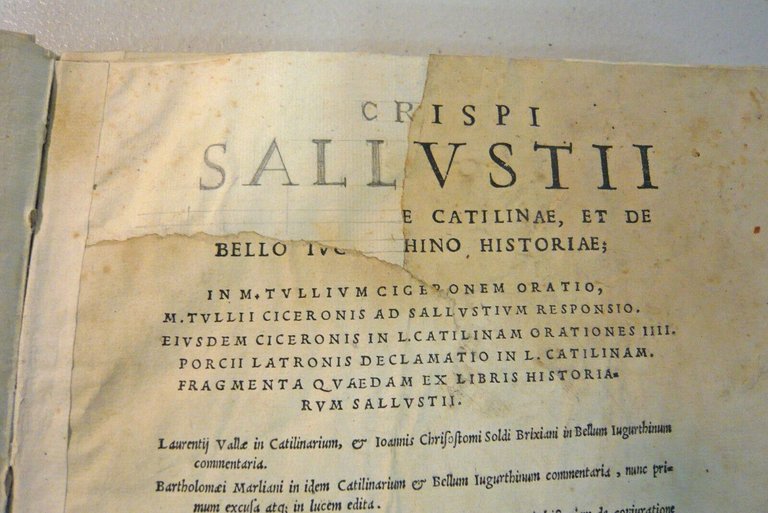 CRISPI
SALLVSTII
E CATILINAE, ET DE
BELLO IVG HINO HISTORIAE;
IN M. TVLLIVM CICERONEM ORATIO,
M. TVLLII CICERONIS AD SALLVSTIVM RESPONSIO.
EIVSDEM CICERONIS IN L. CATILINAM ORATIONES IIII.
PORCII LATRONIS DECLAMATIO IN L. CATILINAM.
FRAGMENTA QVAEDAM EX LIBRIS HISTORIA-
RVM SALLVSTII.
Laurentij Vallæ in Catilinarium, & Ioannis Chriſoſtomi Soldi Brixiani in Bellum Iugurthinum
commentaria.
Bartholomæi Marliani in idem Catilinarium & Bellum Iugurthinum commentaria, nunc pri-
mum excuſa atq; in lucem edita.
de coniuratione